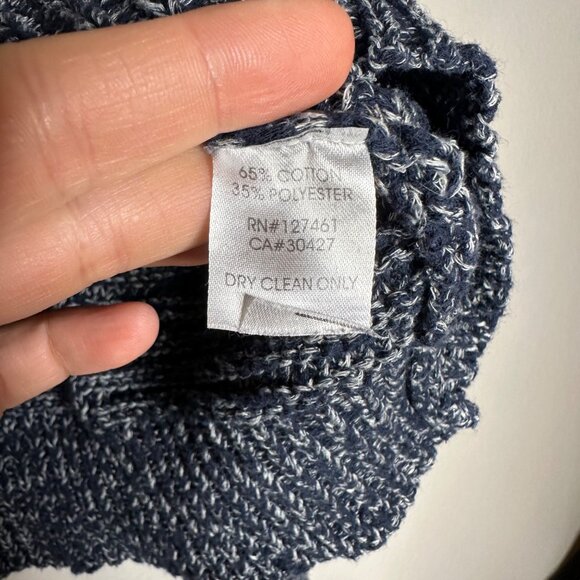 65% COTTON
35% POLYESTER
RN#127461
CA#30427
DRY CLEAN ONLY